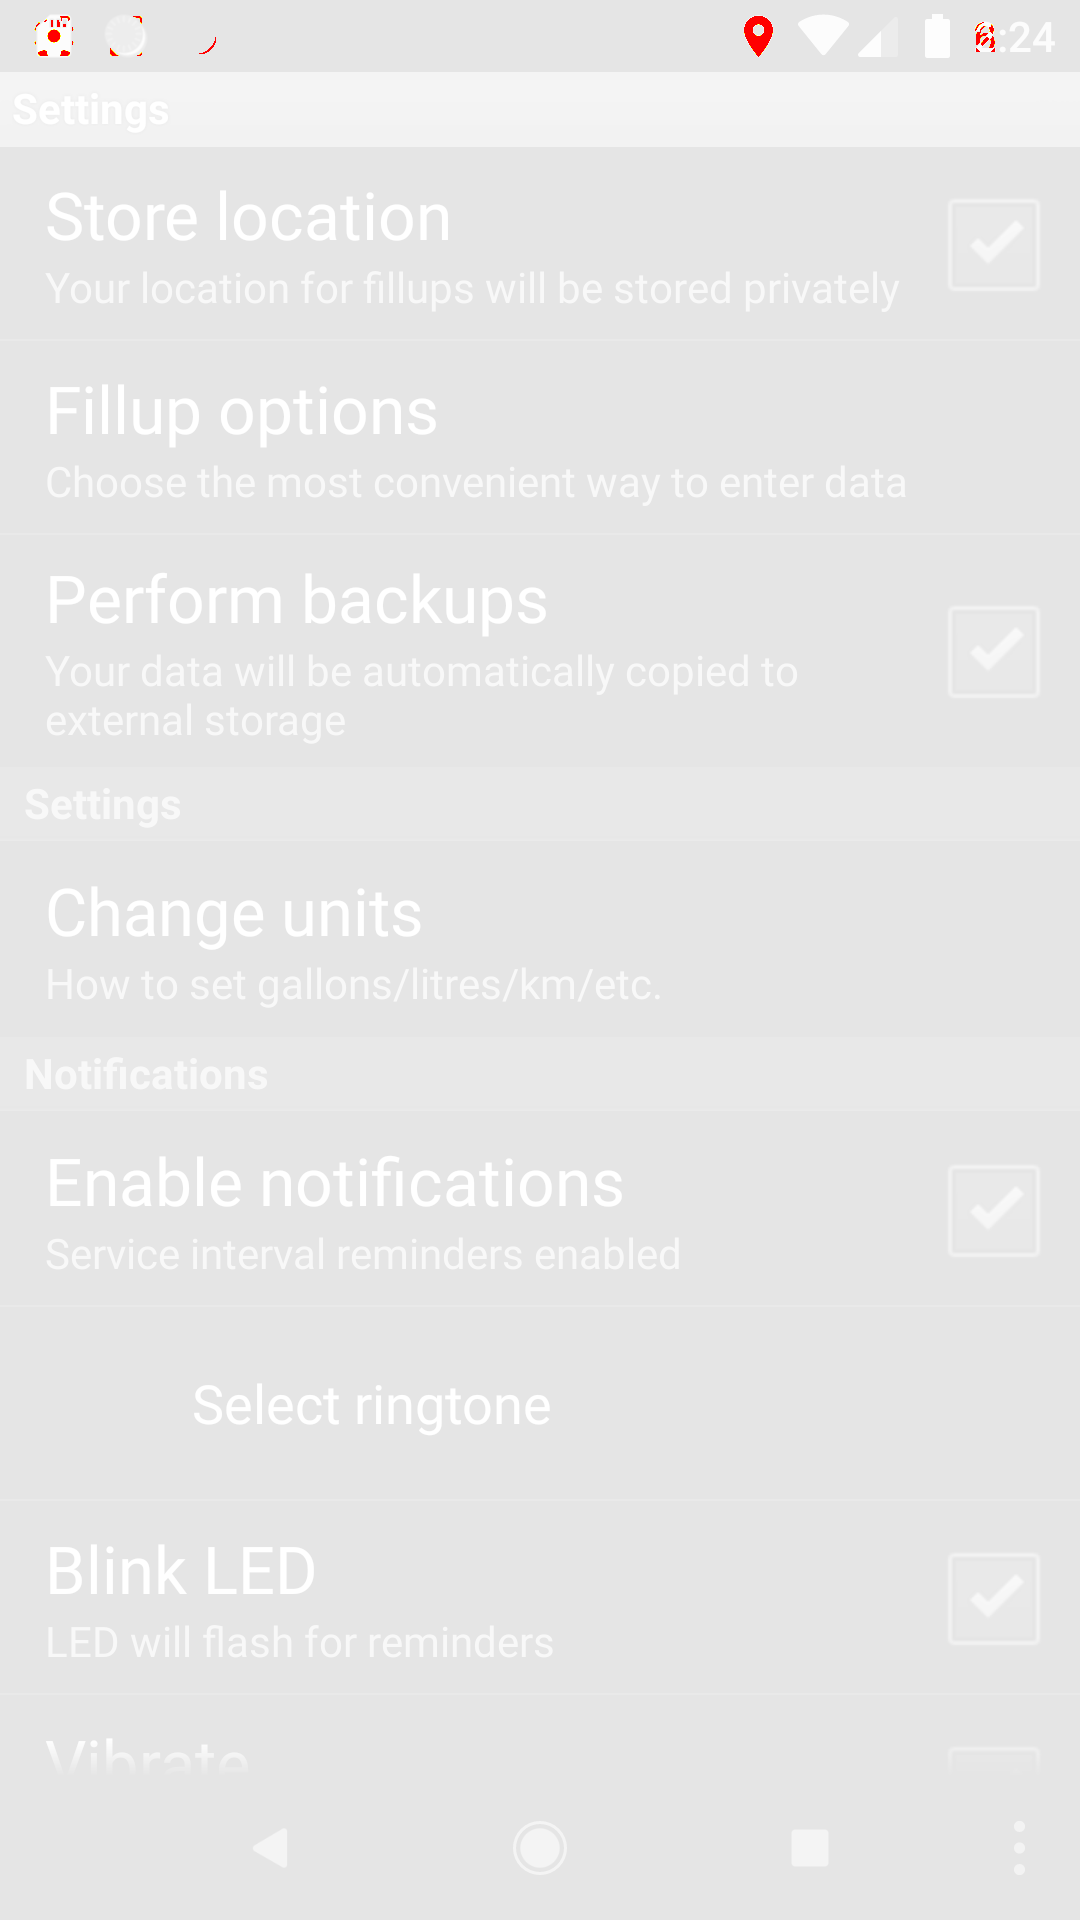 :24
Settings
Store location
Your location for fillups will be stored privately
Fillup options
Choose the most convenient way to enter data
Perform backups
Your data will be automatically copied to
external storage
Settings
Change units
How to set gallons/litres/km/etc.
Notifications
Enable notifications
Service interval reminders enabled
Select ringtone
Blink LED
LED will flash for reminders
Vibrate